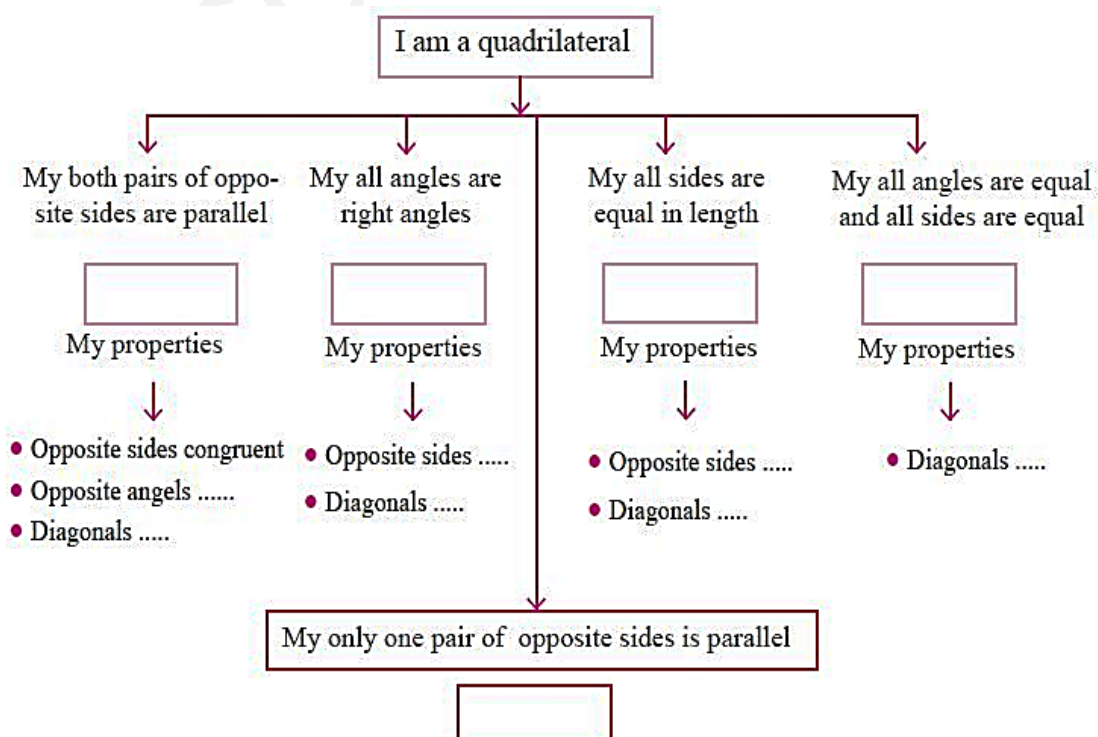 I am a quadrilateral
My both pairs of oppo-
site sides are parallel
My properties
• Opposite sides congruent
• Opposite angels ......
• Diagonals .....
My all angles are
right angles
My properties
• Opposite sides .....
• Diagonals .....
My all sides are
equal in length
My properties
• Opposite sides .....
• Diagonals .....
My all angles are equal
and all sides are equal
My properties
• Diagonals .....
My only one pair of opposite sides is parallel